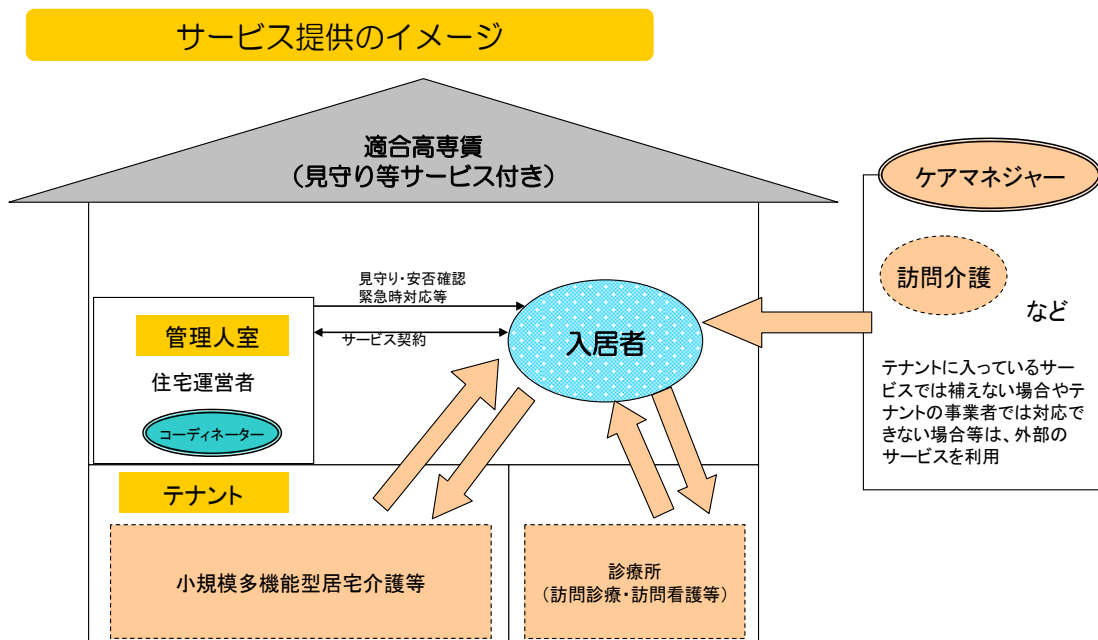 サービス提供のイメージ
適合高専賃
（見守り等サービス付き）
見守り・安否確認
緊急時対応等
サービス契約
管理人室
住宅運営者
コーディネーター
入居者
ケアマネジャー
訪問介護
など
テナントに入っているサー
ビスでは補えない場合やテ
ナントの事業者では対応で
きない場合等は、外部の
サービスを利用
テナント
小規模多機能型居宅介護等
診療所
（訪問診療・訪問看護等）